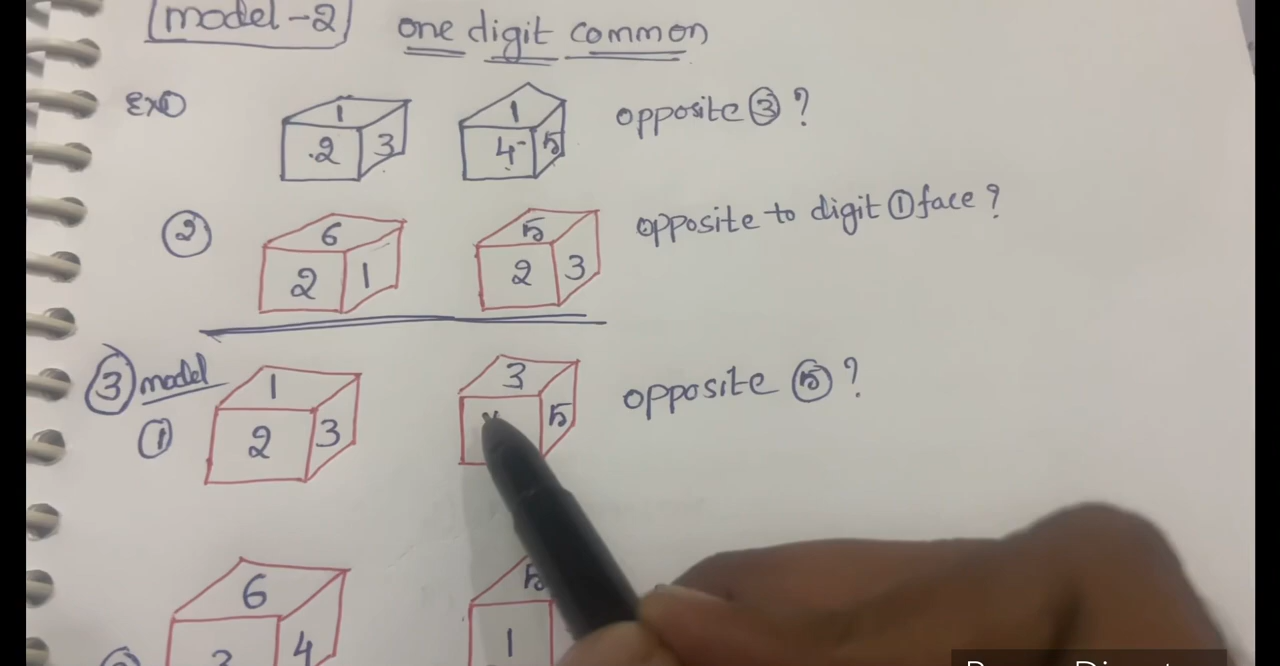 model-2 one digit common
Ex① 1 2 3 1 4 5 opposite ③ ?
② 6 2 1 5 2 3 opposite to digit ① face ?
③ model
① 1 2 3 3 5 opposite ⑤ ?
6 4 5 1